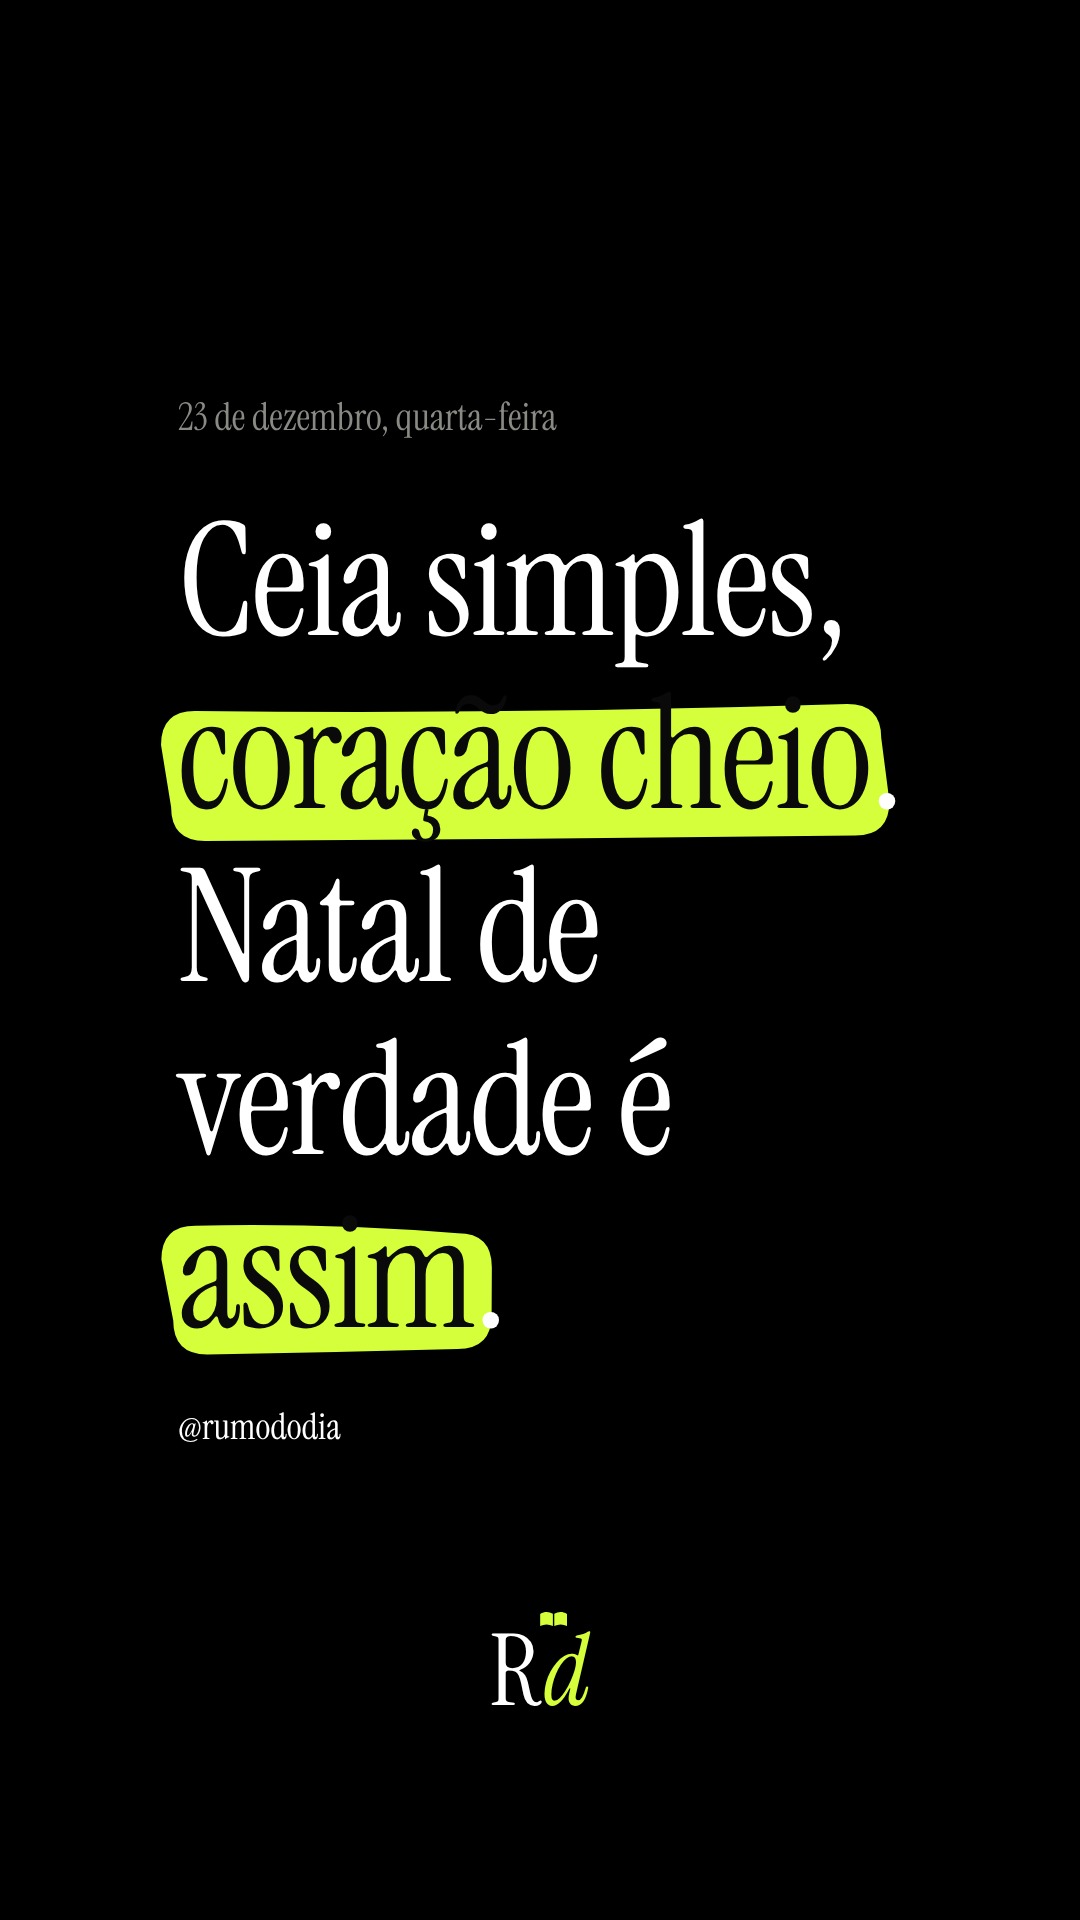 23 de dezembro, quarta-feira
Ceia simples,
coração cheio.
Natal de
verdade é
assim.
@rumododia
Rd